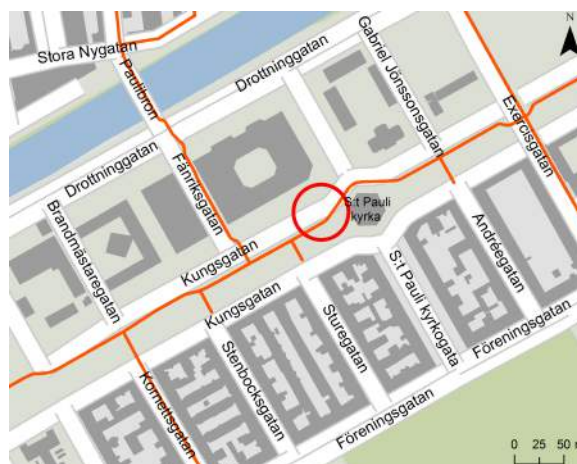 Stora Nygatan
Paulibron
Drottninggatan
Gabriel Jönssonsgatan
Exercisgatan
Drottninggatan
Fänriksgatan
Brandmästaregatan
S:t Pauli
kyrka
Kungsgatan
Kungsgatan
Andréegatan
S:t Pauli kyrkogata
Sturegatan
Stenbocksgatan
Kornettsgatan
Föreningsgatan
Föreningsgatan
0 25 50